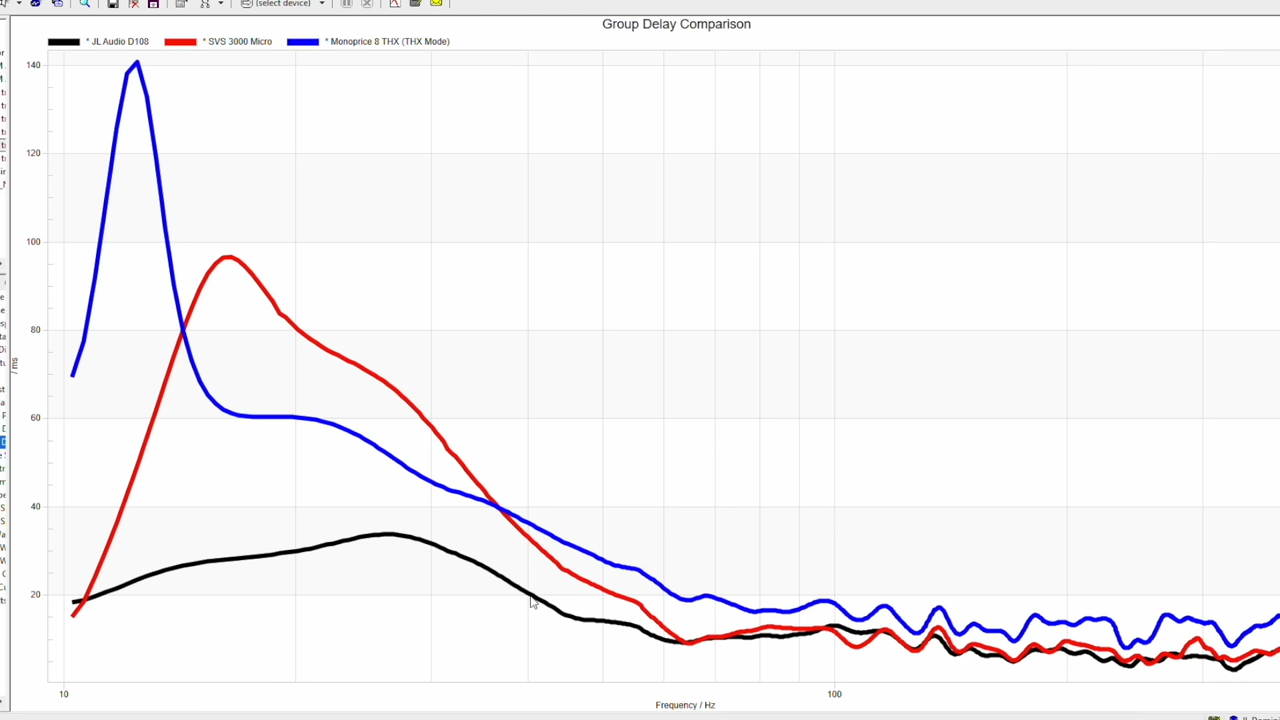 (select device)
Group Delay Comparison
* JL Audio D108 * SVS 3000 Micro * Monoprice 8 THX (THX Mode)
140
120
100
80
/ ms
60
40
20
10 100
Frequency / Hz